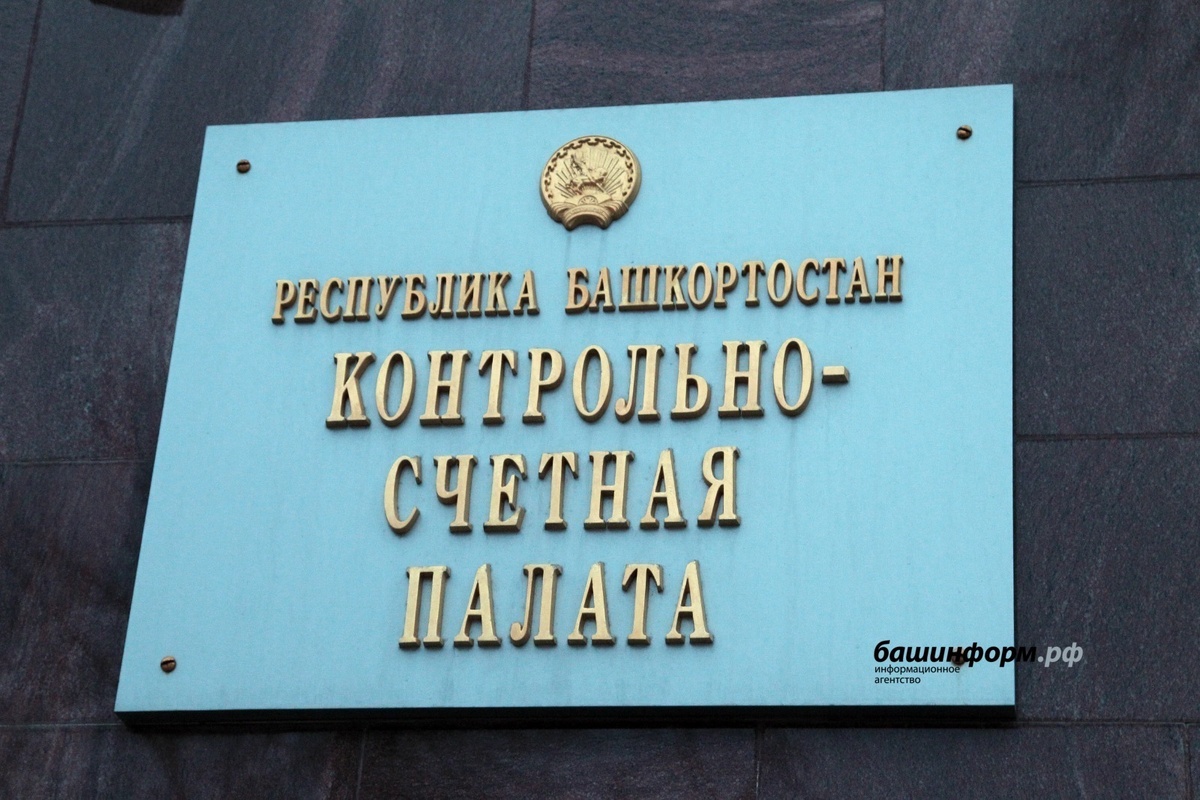 РЕСПУБЛИКА БАШКОРТОСТАН
КОНТРОЛЬНО-
СЧЕТНАЯ
ПАЛАТА
башинформ.рф
информационное
агентство